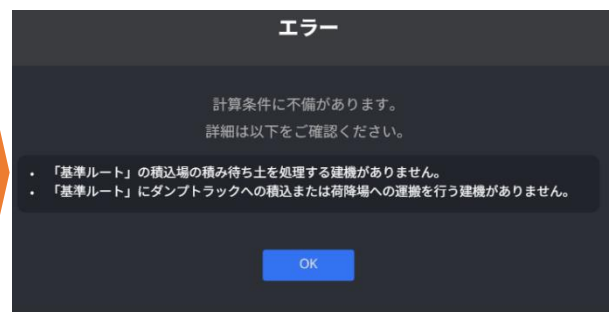 エラー
計算条件に不備があります。
詳細は以下をご確認ください。
・ 「基準ルート」の積込場の積み待ち土を処理する建機がありません。
・ 「基準ルート」にダンプトラックへの積込または荷降場への運搬を行う建機がありません。
OK